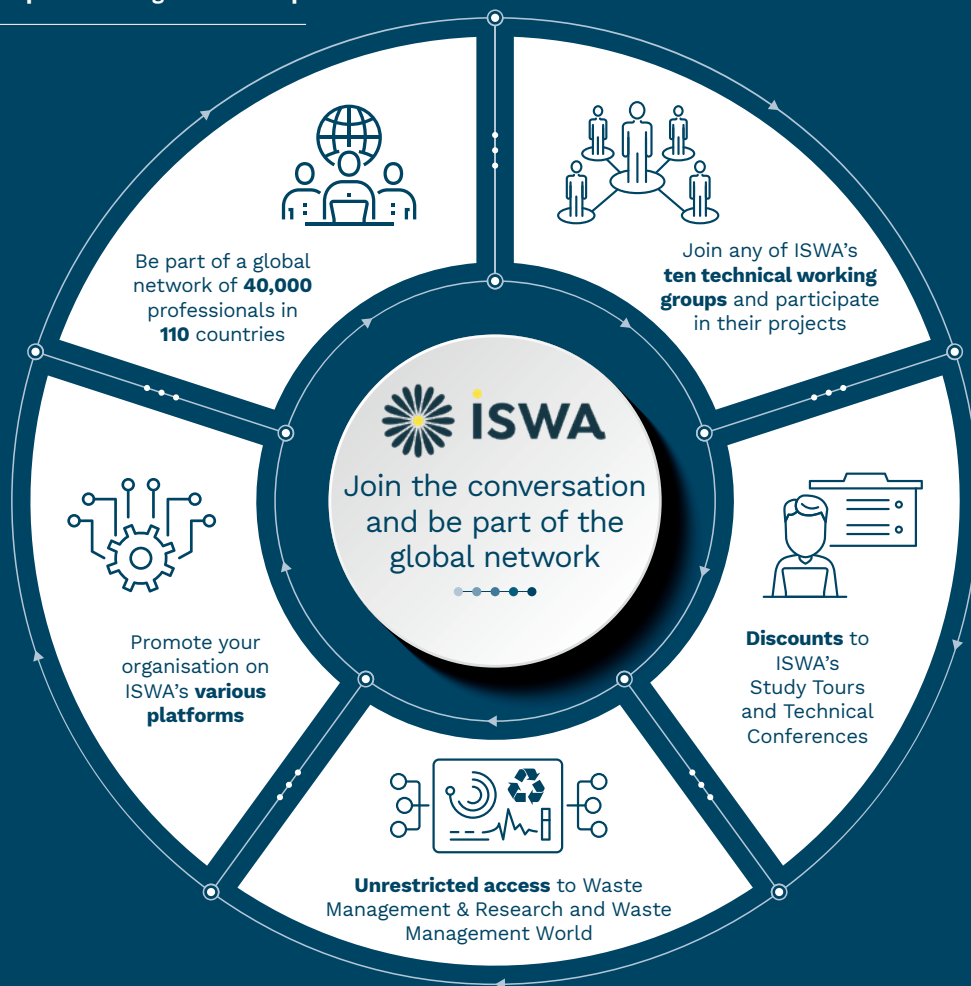 Be part of a global
network of 40,000
professionals in
110 countries
Join any of ISWA's
ten technical working
groups and participate
in their projects
ISWA
Join the conversation
and be part of the
global network
Promote your
organisation on
ISWA's various
platforms
Discounts to
ISWA's
Study Tours
and Technical
Conferences
Unrestricted access to Waste
Management & Research and Waste
Management World